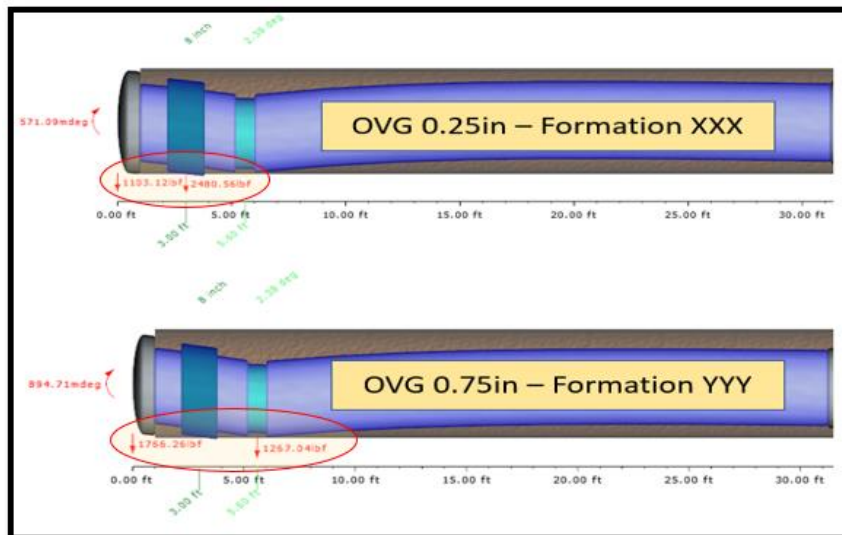 8 inch 2.39 deg
571.09mdeg
OVG 0.25in – Formation XXX
1103.12lbf 2480.56lbf
0.00 ft 5.00 ft 10.00 ft 15.00 ft 20.00 ft 25.00 ft 30.00 ft
3.00 ft 5.60 ft
8 inch 2.39 deg
894.71mdeg
OVG 0.75in – Formation YYY
1766.26lbf 1267.04lbf
0.00 ft 5.00 ft 10.00 ft 15.00 ft 20.00 ft 25.00 ft 30.00 ft
3.00 ft 5.60 ft